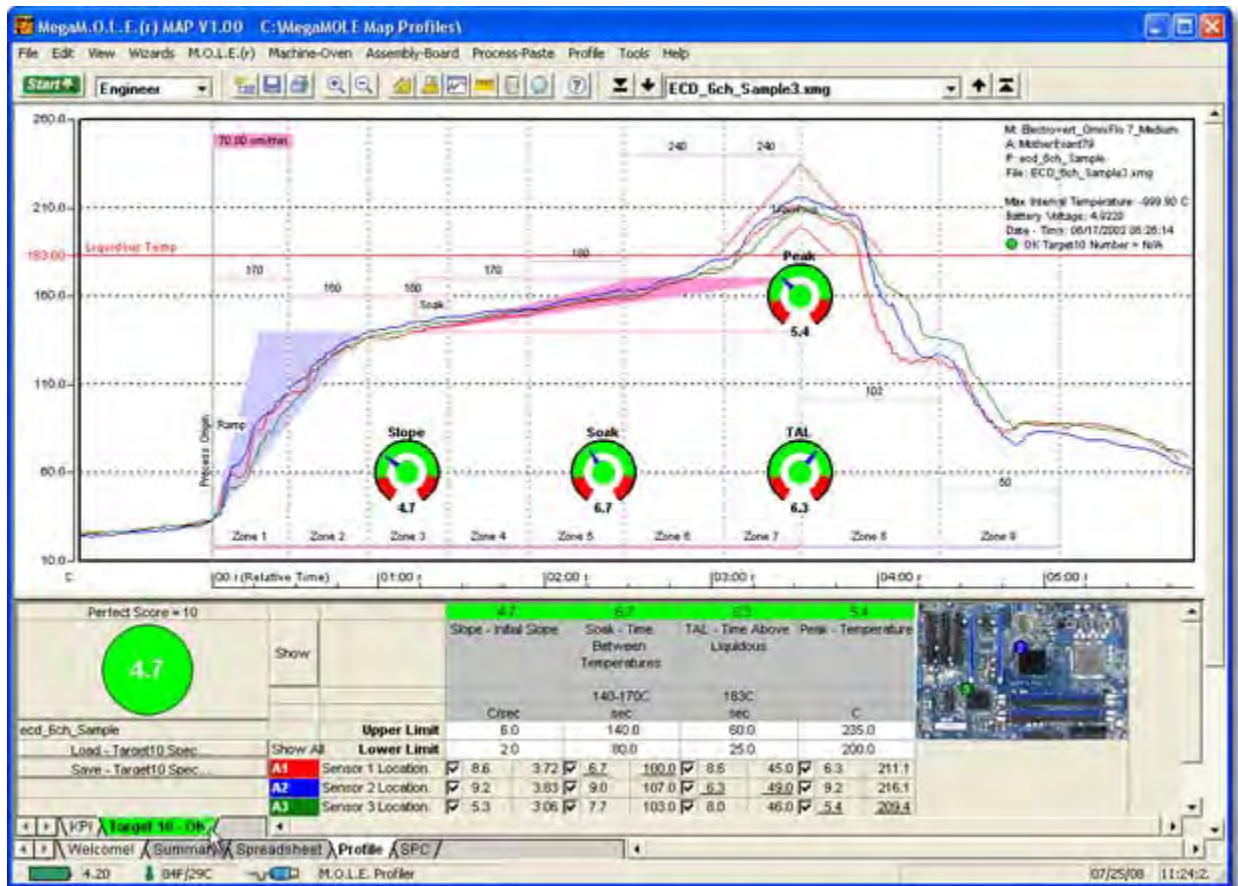 MegaM.O.L.E.(r) MAP V1.00 C:\MegaMOLE Map Profiles\
File Edit View Wizards M.O.L.E.(r) Machine-Oven Assembly-Board Process-Paste Profile Tools Help
Start Engineer ECD_6ch_Sample3.xmg
260.0
210.0
183.00
160.0
110.0
60.0
10.0
70.00 cm/min
Liquidous Temp
170
160
160
170
180
240
240
Soak
Ramp
Process Origin
M: Electrovert_OmniFlo 7_Medium
A: MotherBoard79
P: ecd_6ch_Sample
File: ECD_6ch_Sample3.xmg
Max Internal Temperature: -999.90 C
Battery Voltage: 4.9220
Date - Time: 06/17/2002 08:26:14
OK Target10 Number = N/A
Peak
5.4
102
50
Slope
4.7
Soak
6.7
TAL
6.3
Zone 1 Zone 2 Zone 3 Zone 4 Zone 5 Zone 6 Zone 7 Zone 8 Zone 9
C |00 r(Relative Time) |01:00 r |02:00 r |03:00 r |04:00 r |05:00 r
Perfect Score = 10
4.7
Show
4.7 6.7 6.3 5.4
Slope - Initial Slope Soak - Time Between Temperatures TAL - Time Above Liquidous Peak - Temperature
140-170C 183C
C/sec sec sec C
ecd_6ch_Sample Upper Limit 6.0 140.0 60.0 235.0
Load - Target10 Spec... Show All Lower Limit 2.0 80.0 25.0 200.0
Save - Target10 Spec... A1 Sensor 1 Location 8.6 3.72 6.7 100.0 8.6 45.0 6.3 211.1
A2 Sensor 2 Location 9.2 3.83 9.0 107.0 6.3 49.0 9.2 216.1
A3 Sensor 3 Location 5.3 3.06 7.7 103.0 8.0 46.0 5.4 209.4
KPI Target 10 - OK
Welcome! Summary Spreadsheet Profile SPC
4.20 84F/29C M.O.L.E. Profiler 07/25/08 11:24:2